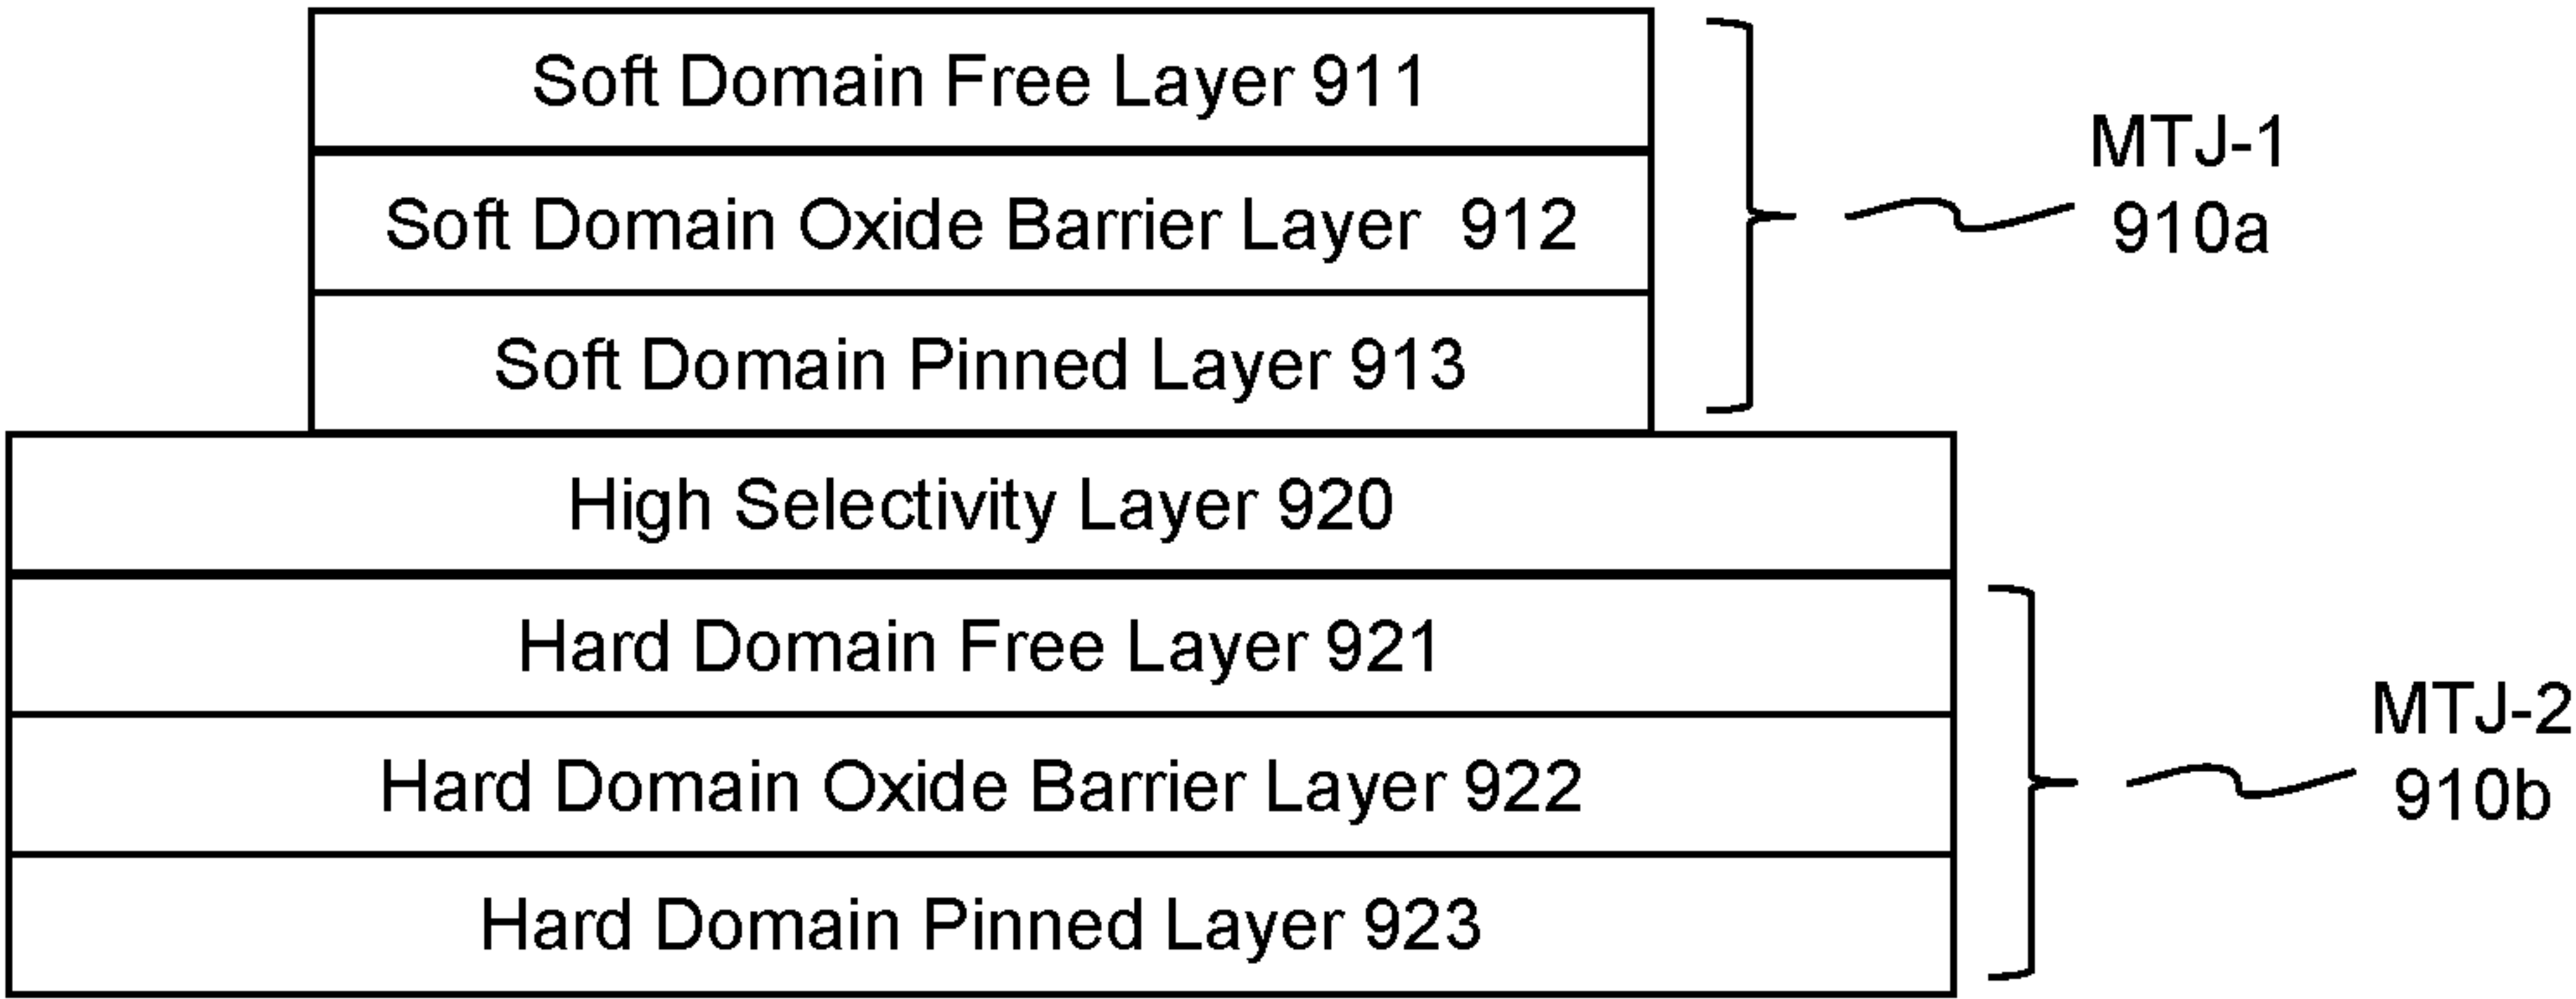 Soft Domain Free Layer 911
Soft Domain Oxide Barrier Layer  912
Soft Domain Pinned Layer 913
MTJ-1
910a
High Selectivity Layer 920
Hard Domain Free Layer 921
Hard Domain Oxide Barrier Layer 922
Hard Domain Pinned Layer 923
MTJ-2
910b